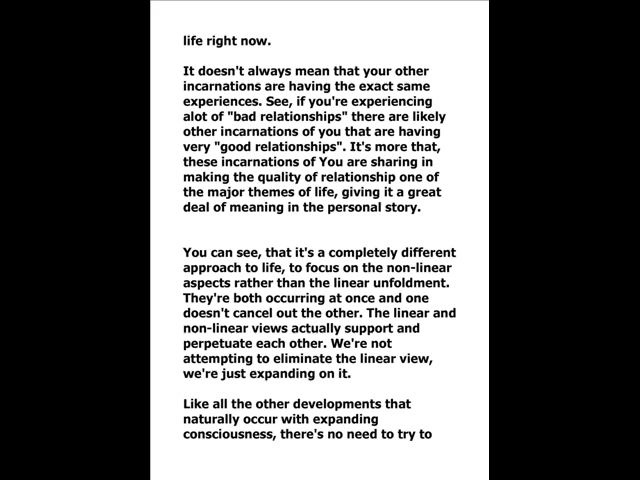 life right now.
It doesn't always mean that your other
incarnations are having the exact same
experiences. See, if you're experiencing
alot of "bad relationships" there are likely
other incarnations of you that are having
very "good relationships". It's more that,
these incarnations of You are sharing in
making the quality of relationship one of
the major themes of life, giving it a great
deal of meaning in the personal story.
You can see, that it's a completely different
approach to life, to focus on the non-linear
aspects rather than the linear unfoldment.
They're both occurring at once and one
doesn't cancel out the other. The linear and
non-linear views actually support and
perpetuate each other. We're not
attempting to eliminate the linear view,
we're just expanding on it.
Like all the other developments that
naturally occur with expanding
consciousness, there's no need to try to